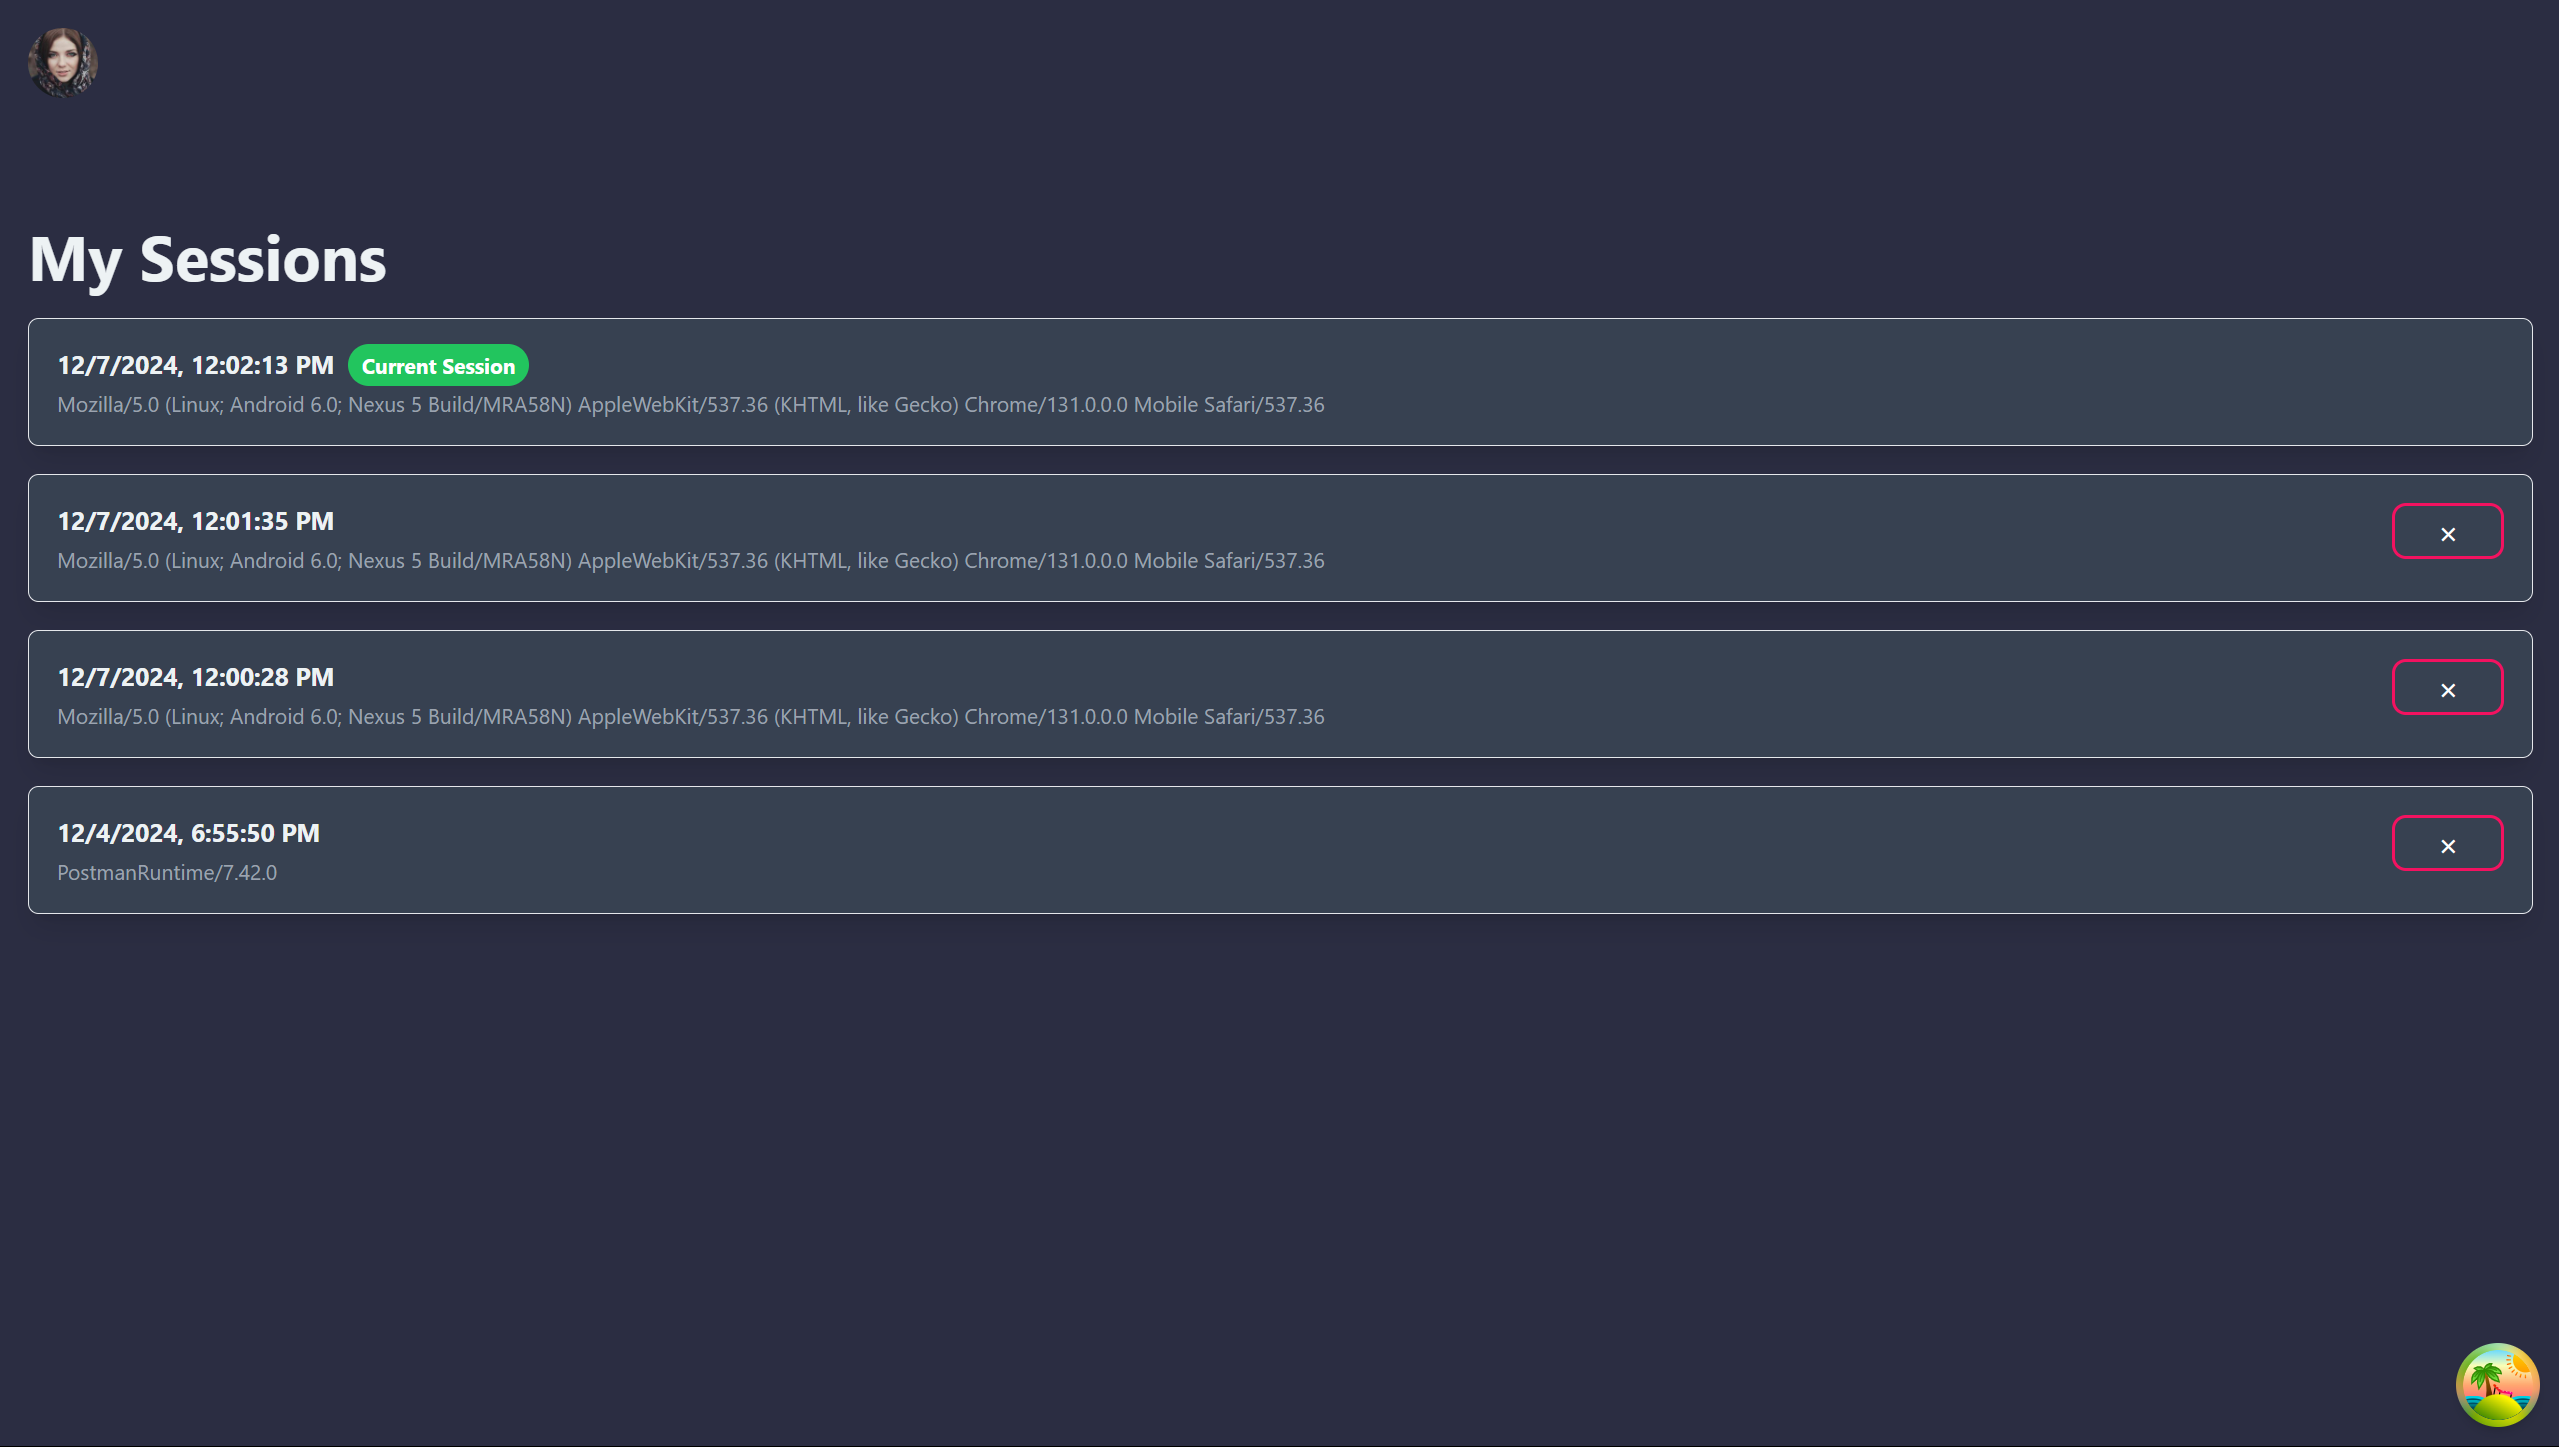 My Sessions
12/7/2024, 12:02:13 PM Current Session
Mozilla/5.0 (Linux; Android 6.0; Nexus 5 Build/MRA58N) AppleWebKit/537.36 (KHTML, like Gecko) Chrome/131.0.0.0 Mobile Safari/537.36
12/7/2024, 12:01:35 PM
Mozilla/5.0 (Linux; Android 6.0; Nexus 5 Build/MRA58N) AppleWebKit/537.36 (KHTML, like Gecko) Chrome/131.0.0.0 Mobile Safari/537.36
12/7/2024, 12:00:28 PM
Mozilla/5.0 (Linux; Android 6.0; Nexus 5 Build/MRA58N) AppleWebKit/537.36 (KHTML, like Gecko) Chrome/131.0.0.0 Mobile Safari/537.36
12/4/2024, 6:55:50 PM
PostmanRuntime/7.42.0